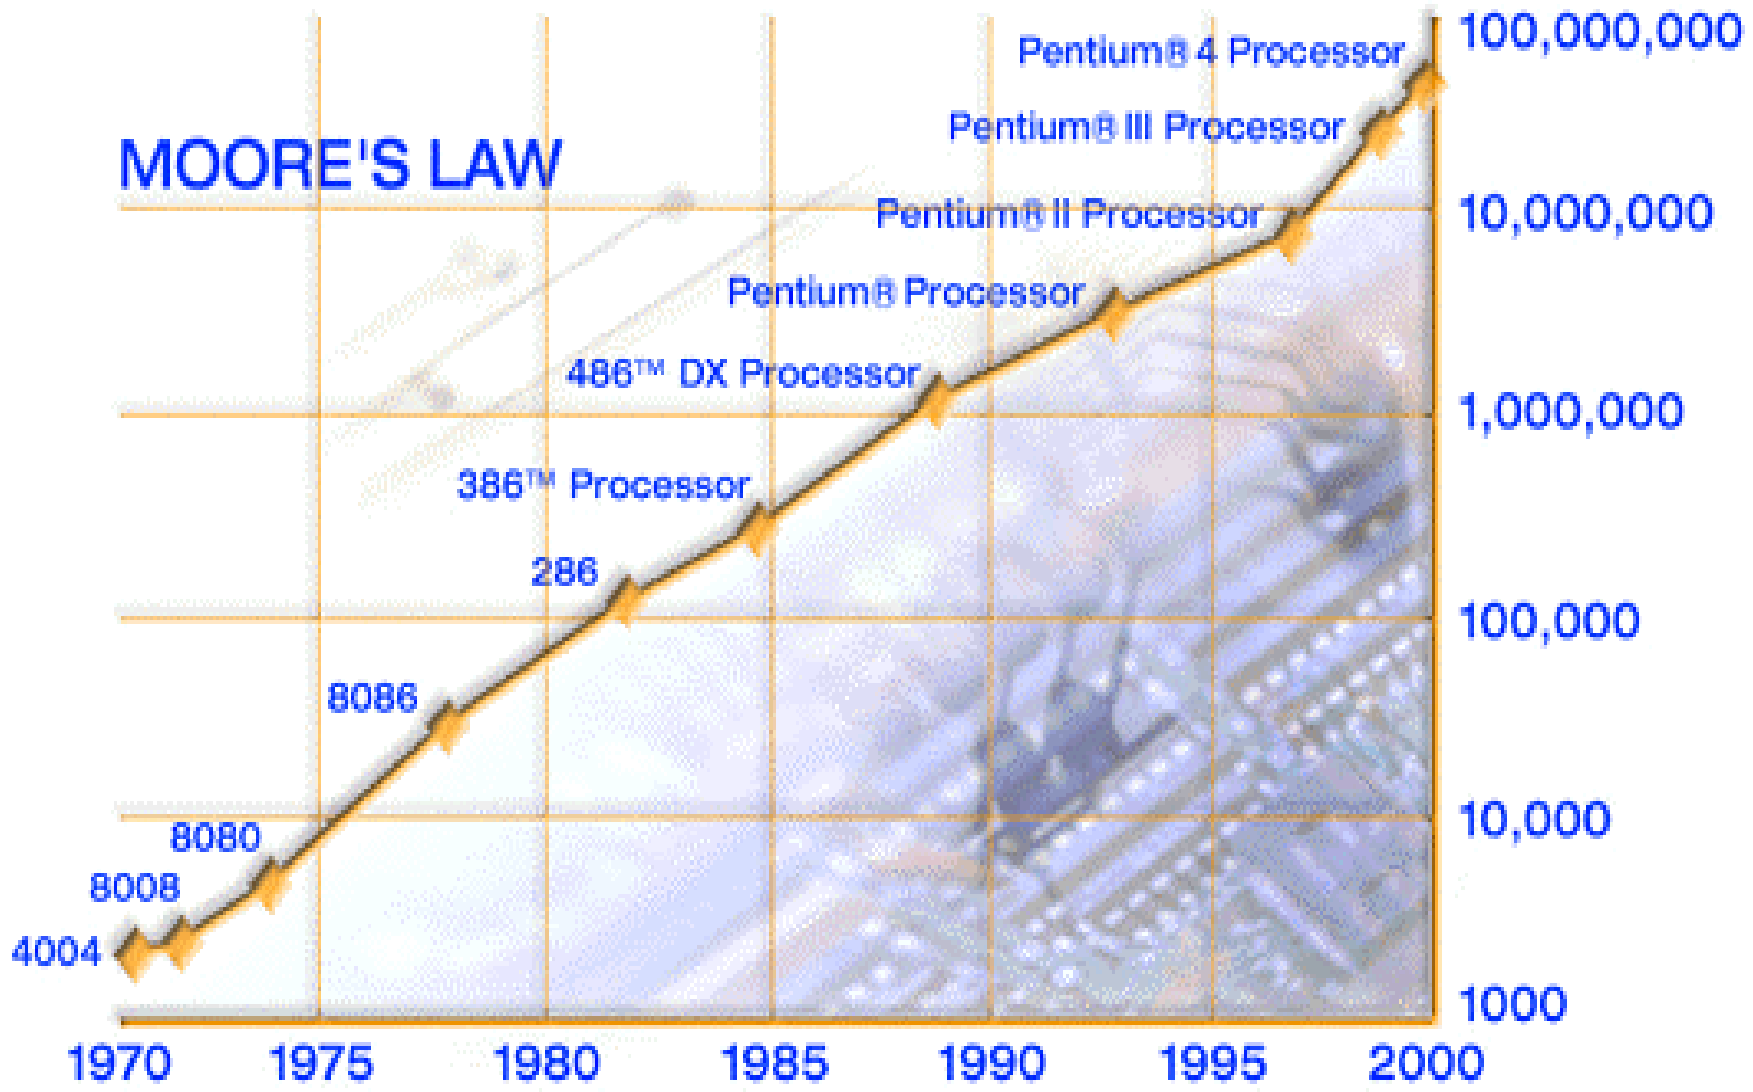 100,000,000
Pentium® 4 Processor
Pentium® III Processor
MOORE'S LAW
Pentium® II Processor
10,000,000
Pentium® Processor
486™ DX Processor
1,000,000
386™ Processor
286
100,000
8086
10,000
8080
8008
4004
1000
1970 1975 1980 1985 1990 1995 2000